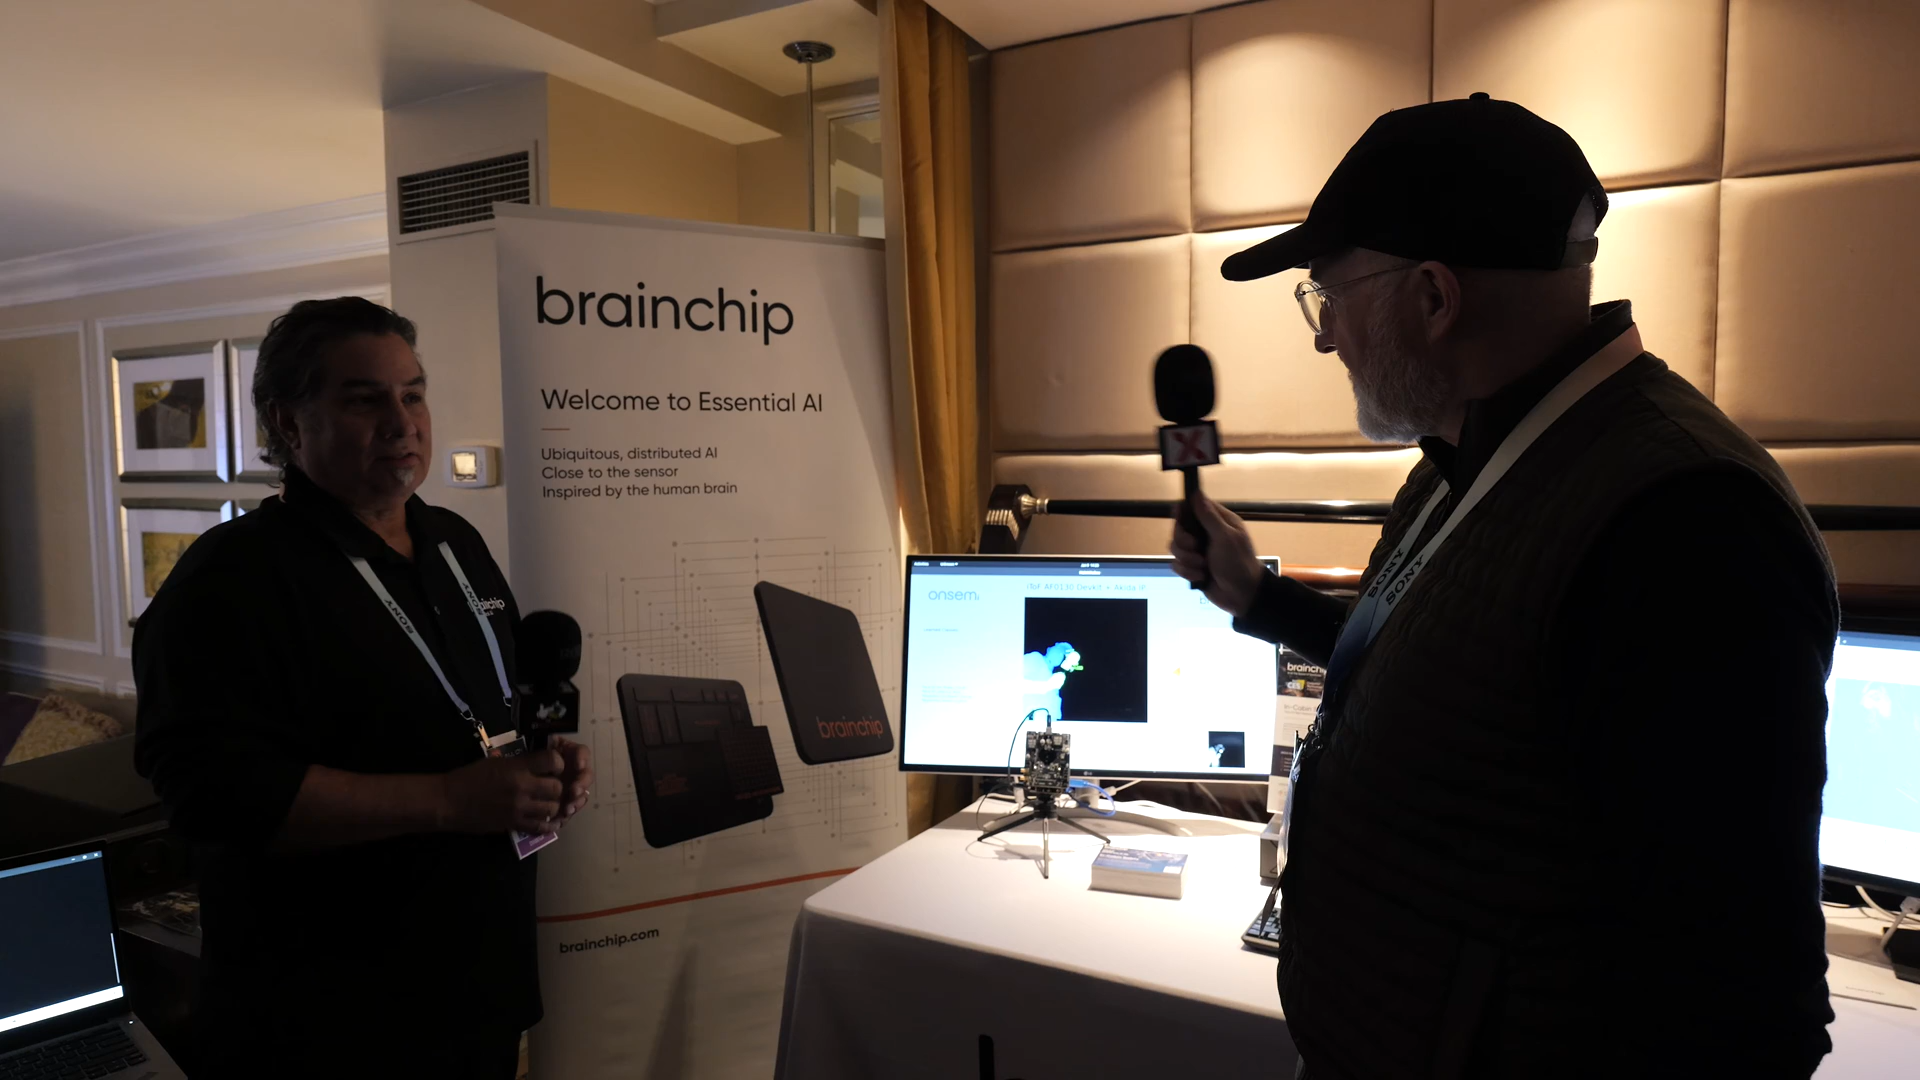 brainchip
Welcome to Essential AI
Ubiquitous, distributed AI
Close to the sensor
Inspired by the human brain
brainchip
brainchip.com
SONY
onsemi
SONY
SONY
X